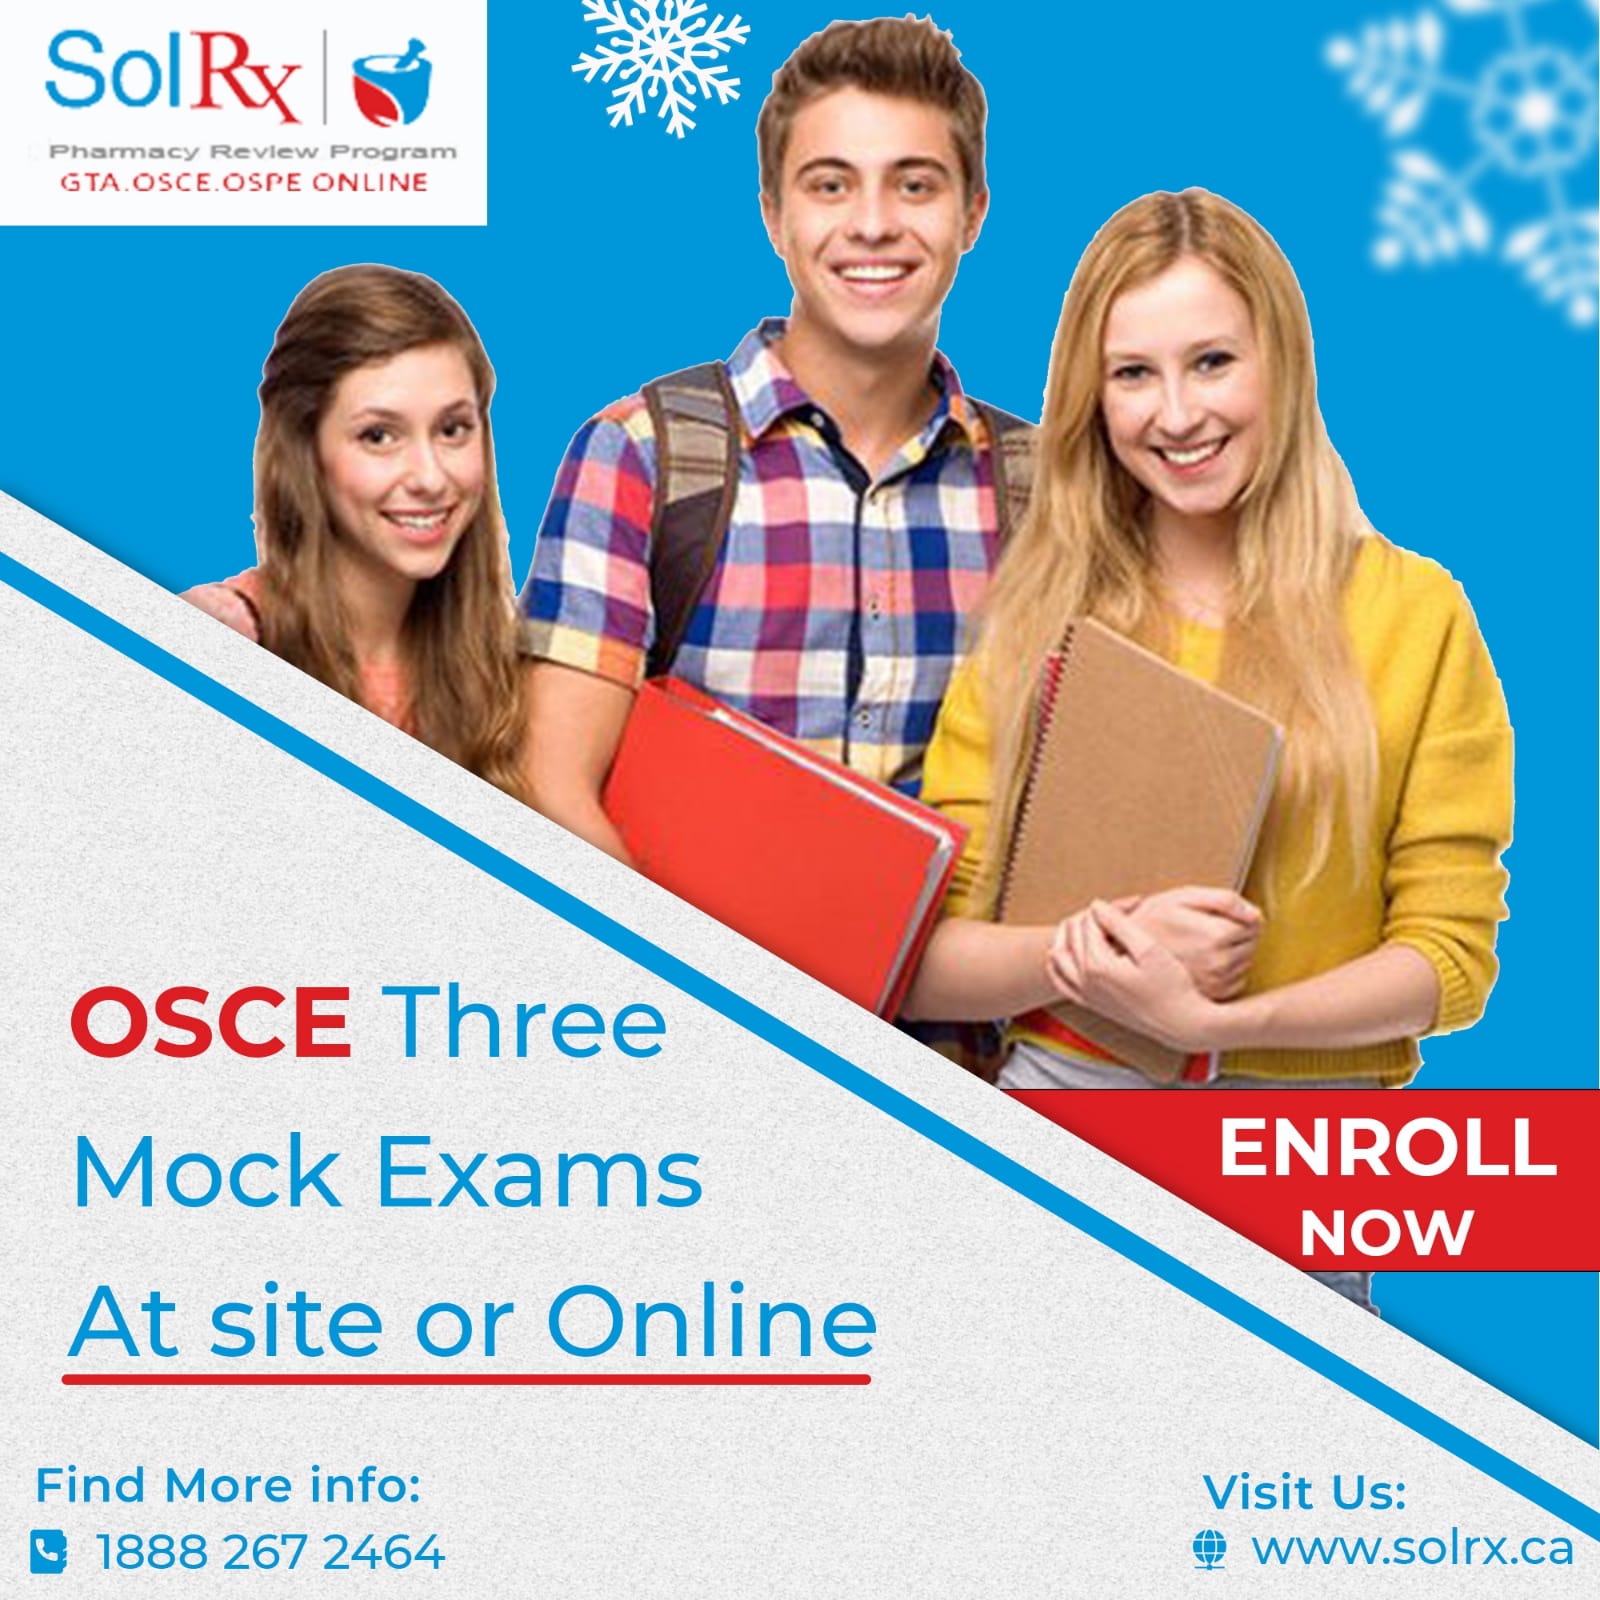 SolRx
Pharmacy Review Program
GTA.OSCE.OSPE ONLINE
OSCE Three
Mock Exams
At site or Online
ENROLL
NOW
Find More info:
1888 267 2464
Visit Us:
www.solrx.ca